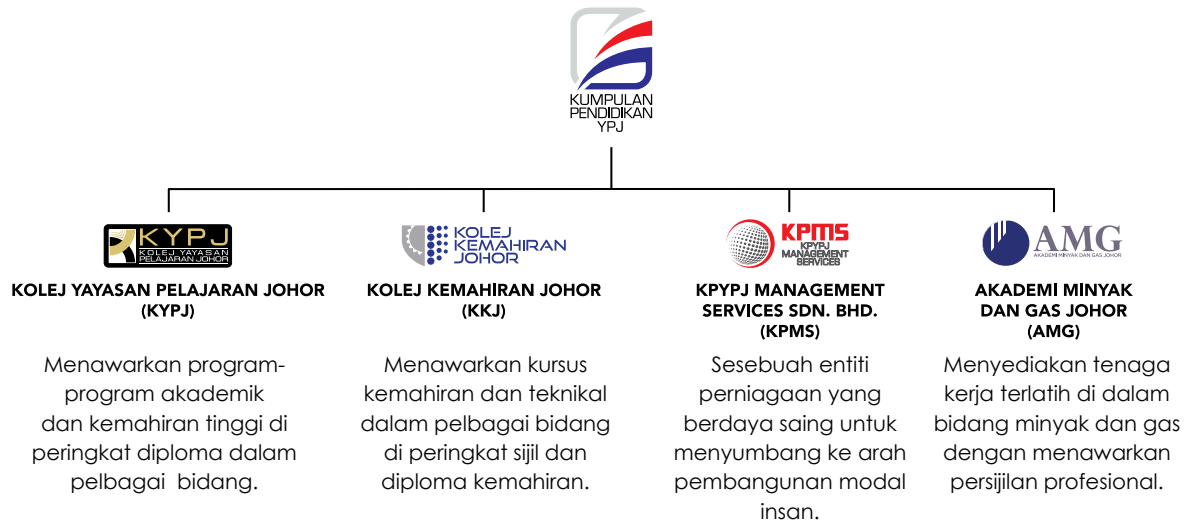 KUMPULAN
PENDIDIKAN
YPJ
KYPJ
KOLEJ YAYASAN
PELAJARAN JOHOR
KOLEJ YAYASAN PELAJARAN JOHOR
(KYPJ)
Menawarkan program-
program akademik
dan kemahiran tinggi di
peringkat diploma dalam
pelbagai bidang.
KOLEJ
KEMAHIRAN
JOHOR
KOLEJ KEMAHIRAN JOHOR
(KKJ)
Menawarkan kursus
kemahiran dan teknikal
dalam pelbagai bidang
di peringkat sijil dan
diploma kemahiran.
KPMS
KPYPJ
MANAGEMENT
SERVICES
KPYPJ MANAGEMENT
SERVICES SDN. BHD.
(KPMS)
Sesebuah entiti
perniagaan yang
berdaya saing untuk
menyumbang ke arah
pembangunan modal
insan.
AMG
AKADEMI MINYAK DAN GAS JOHOR
AKADEMI MINYAK
DAN GAS JOHOR
(AMG)
Menyediakan tenaga
kerja terlatih di dalam
bidang minyak dan gas
dengan menawarkan
persijilan profesional.